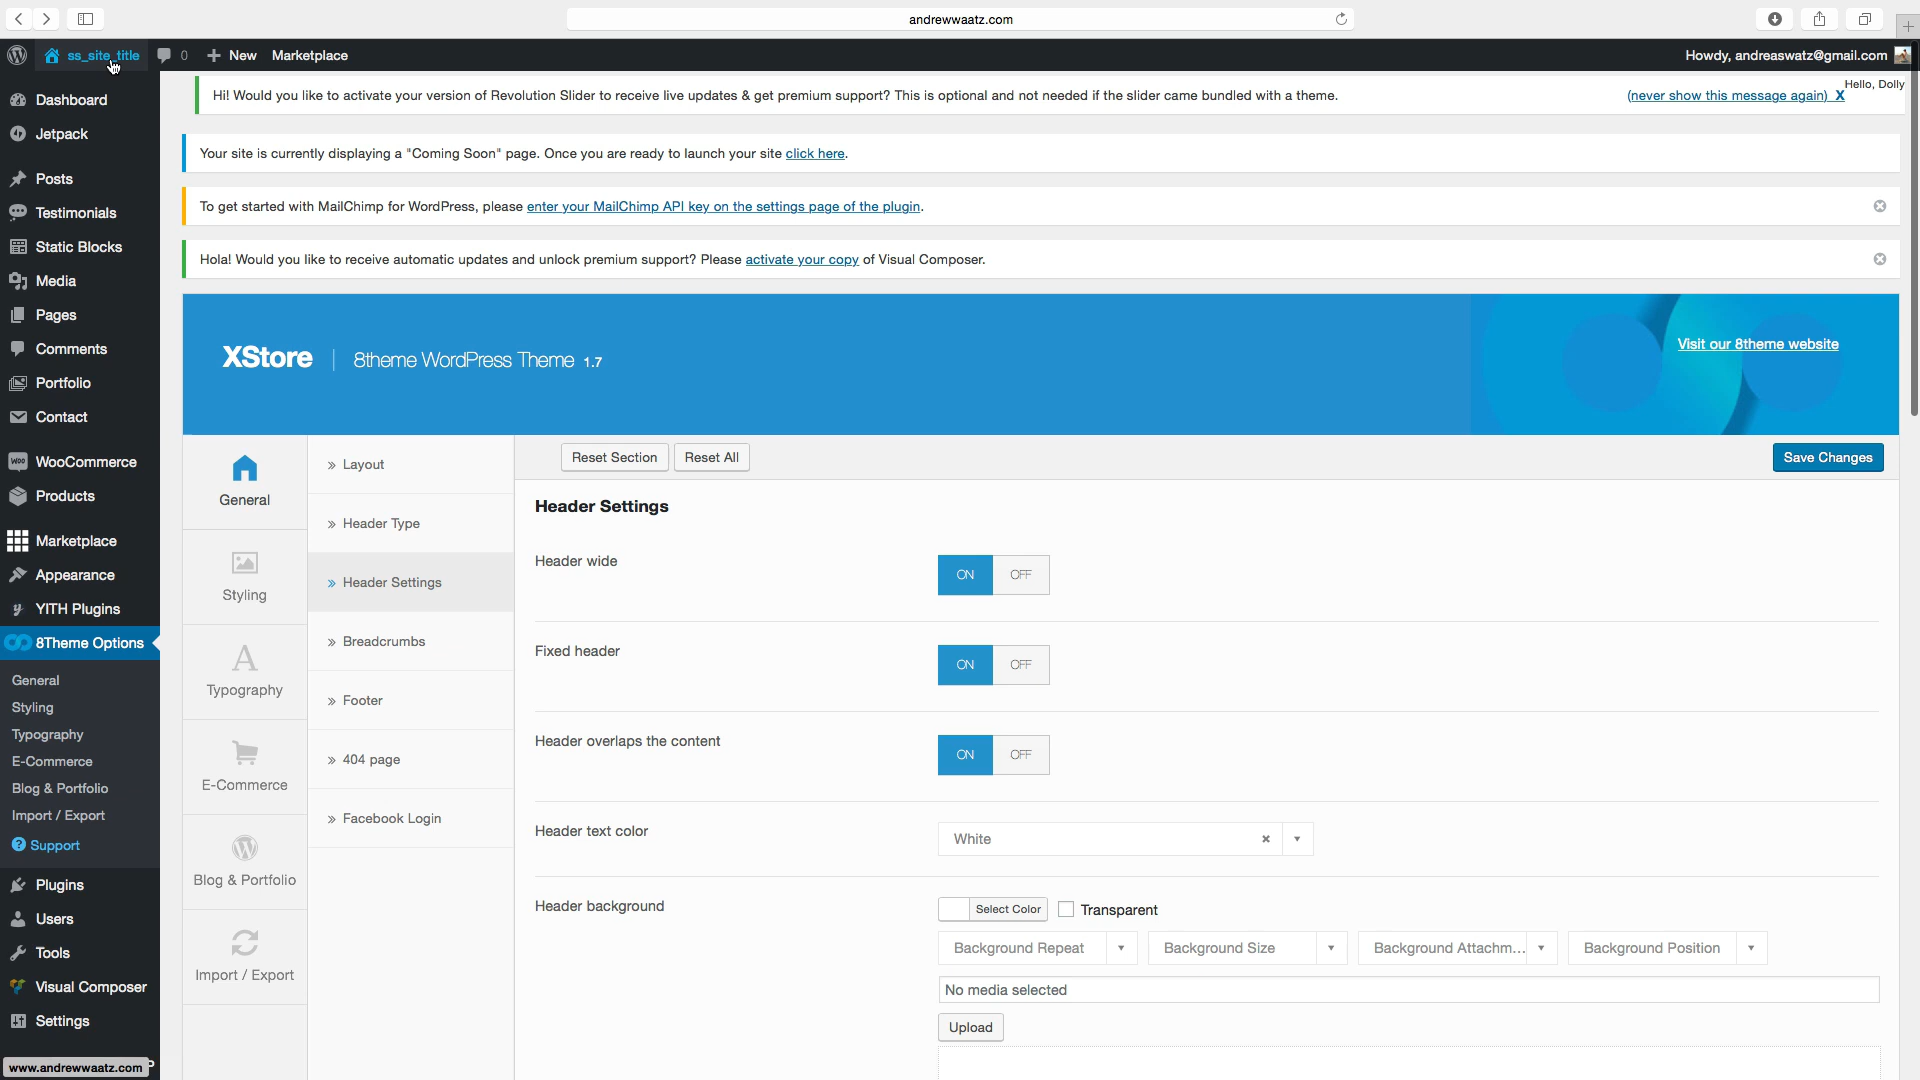 andrewwaatz.com
ss_site_title 0 New Marketplace Howdy, andreaswatz@gmail.com
Hello, Dolly
Hi! Would you like to activate your version of Revolution Slider to receive live updates & get premium support? This is optional and not needed if the slider came bundled with a theme. (never show this message again) X
Your site is currently displaying a "Coming Soon" page. Once you are ready to launch your site click here.
To get started with MailChimp for WordPress, please enter your MailChimp API key on the settings page of the plugin.
Hola! Would you like to receive automatic updates and unlock premium support? Please activate your copy of Visual Composer.
Dashboard
Jetpack
Posts
Testimonials
Static Blocks
Media
Pages
Comments
Portfolio
Contact
WooCommerce
Products
Marketplace
Appearance
YITH Plugins
8Theme Options
General
Styling
Typography
E-Commerce
Blog & Portfolio
Import / Export
? Support
Plugins
Users
Tools
Visual Composer
Settings
www.andrewwaatz.com
XStore 8theme WordPress Theme 1.7
Visit our 8theme website
General
Styling
Typography
E-Commerce
Blog & Portfolio
Import / Export
» Layout
» Header Type
» Header Settings
» Breadcrumbs
» Footer
» 404 page
» Facebook Login
Reset Section Reset All Save Changes
Header Settings
Header wide ON OFF
Fixed header ON OFF
Header overlaps the content ON OFF
Header text color White ×
Header background Select Color Transparent
Background Repeat Background Size Background Attachm... Background Position
No media selected
Upload